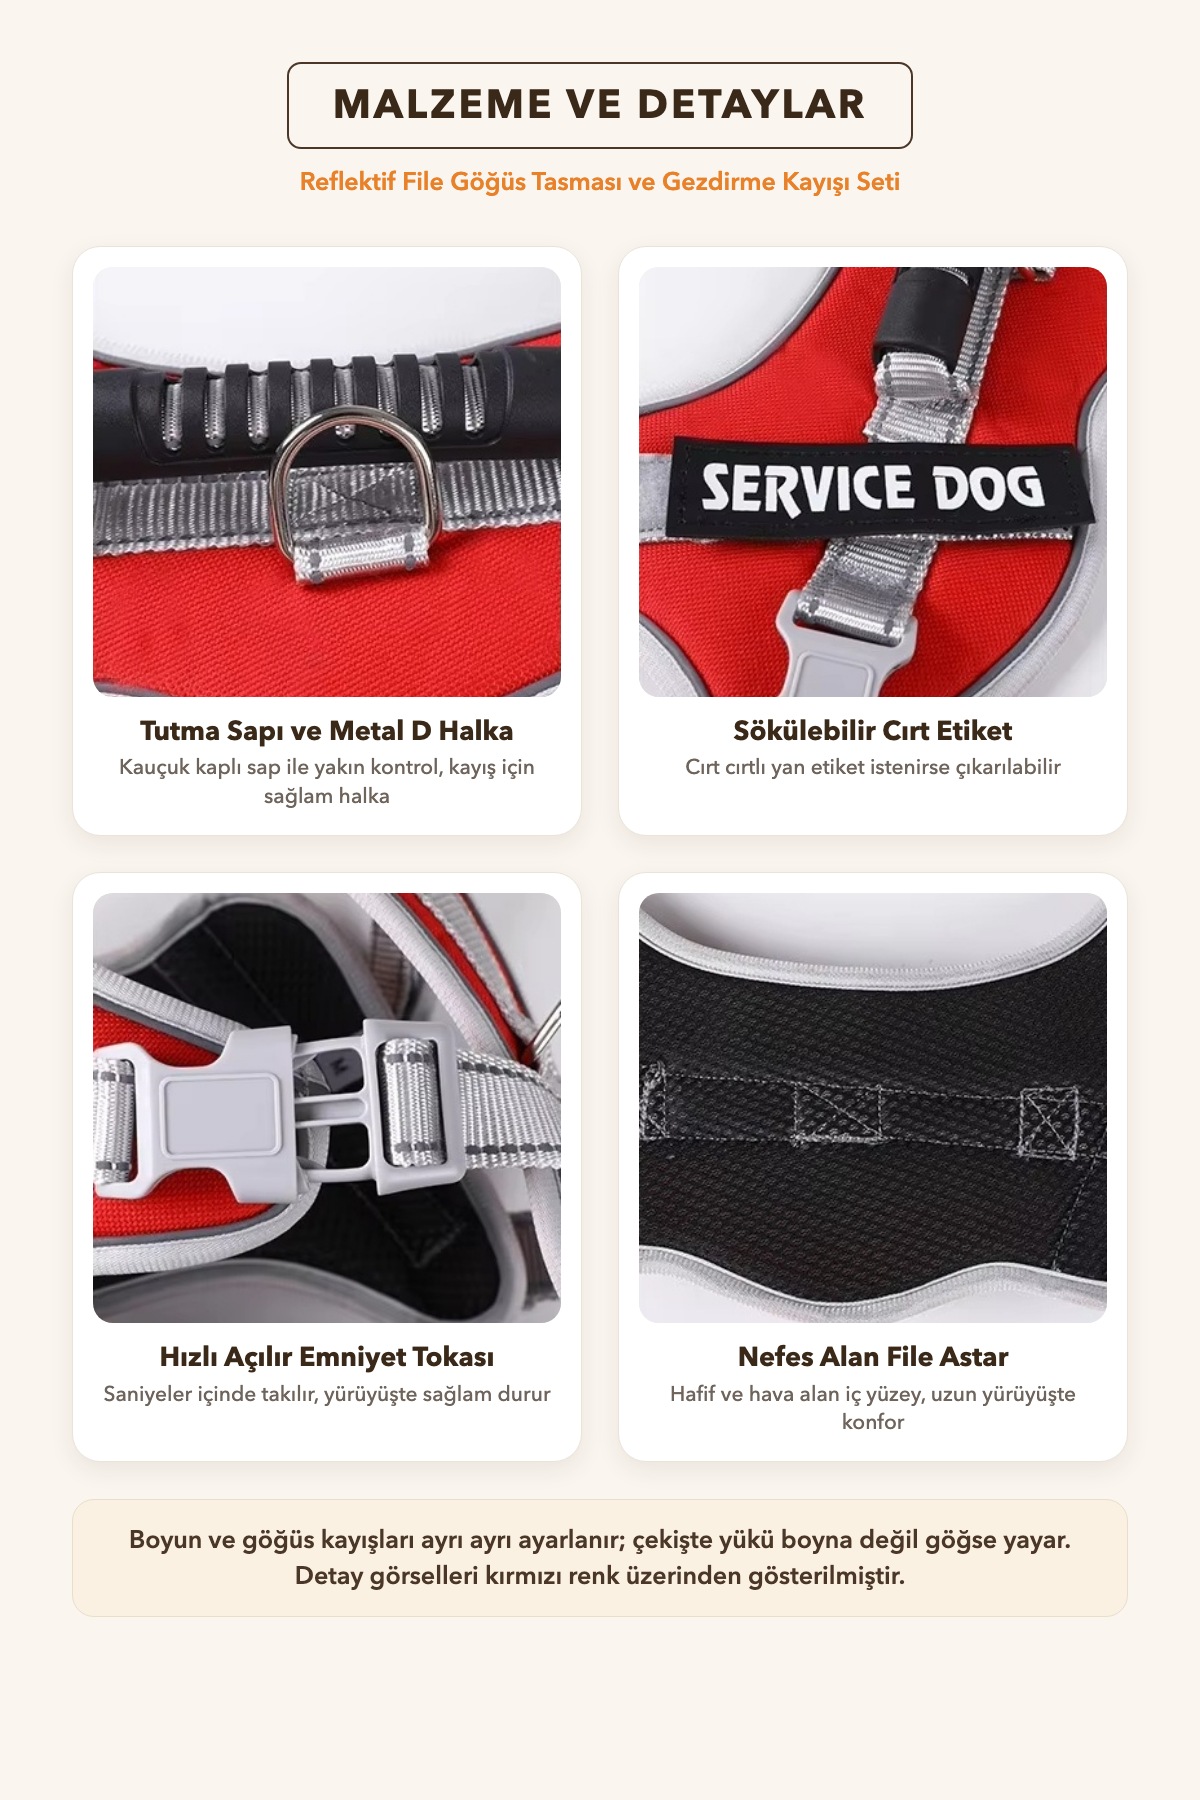 MALZEME VE DETAYLAR
Reflektif File Göğüs Tasması ve Gezdirme Kayışı Seti
SERVICE DOG
Tutma Sapı ve Metal D Halka
Kauçuk kaplı sap ile yakın kontrol, kayış için
sağlam halka
Sökülebilir Cırt Etiket
Cırt cırtlı yan etiket istenirse çıkarılabilir
M
Hızlı Açılır Emniyet Tokası
Saniyeler içinde takılır, yürüyüşte sağlam durur
Nefes Alan File Astar
Hafif ve hava alan iç yüzey, uzun yürüyüşte
konfor
Boyun ve göğüs kayışları ayrı ayrı ayarlanır; çekişte yükü boyna değil göğse yayar.
Detay görselleri kırmızı renk üzerinden gösterilmiştir.